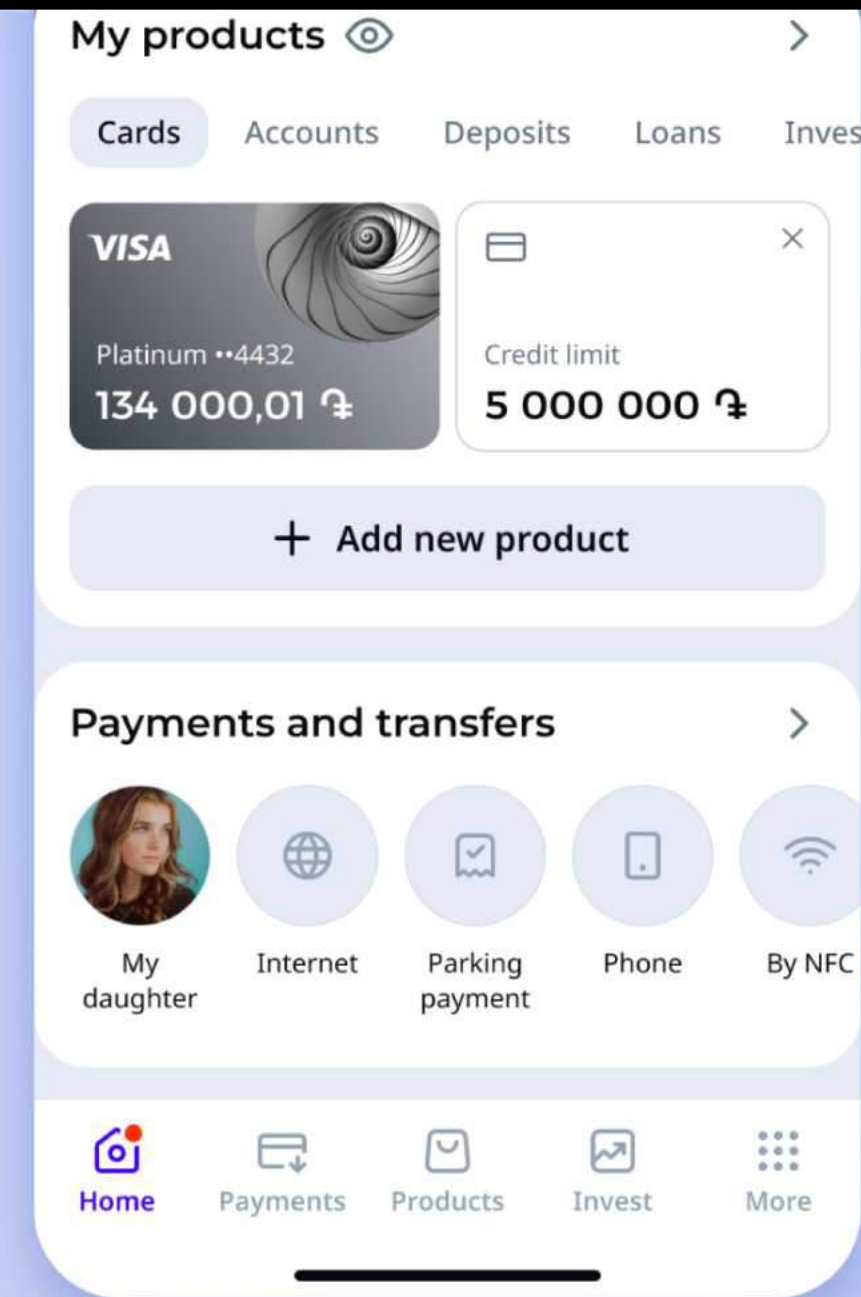 My products
Cards Accounts Deposits Loans Inves
VISA
Platinum ••4432
134 000,01 ֏
Credit limit
5 000 000 ֏
+ Add new product
Payments and transfers
My
daughter
Internet
Parking
payment
Phone
By NFC
Home Payments Products Invest More